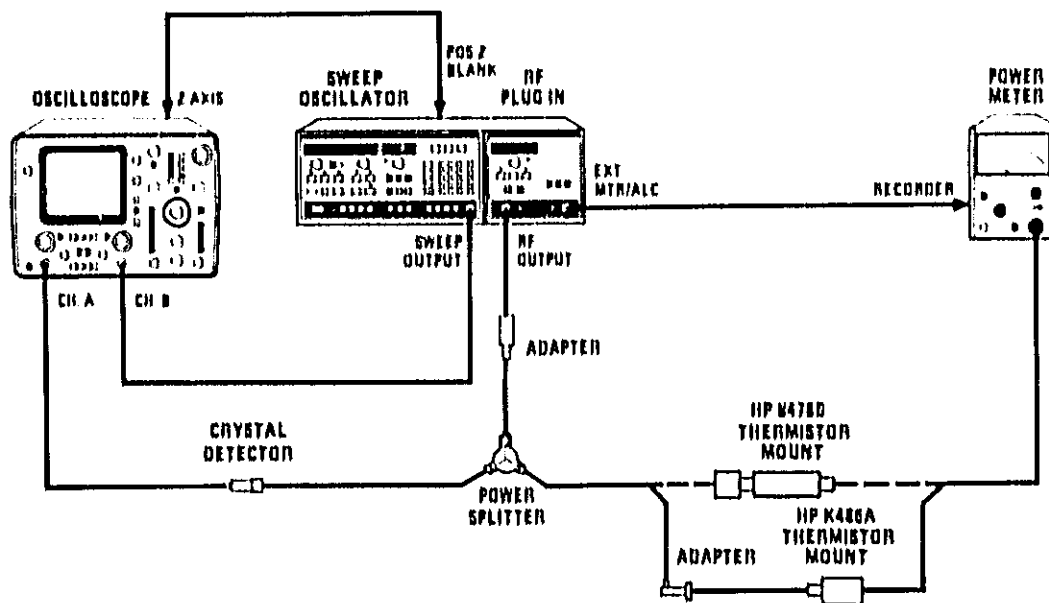 POS Z
BLANK
SWEEP
OSCILLATOR
RF
PLUG IN
POWER
METER
OSCILLOSCOPE
Z AXIS
EXT
MTR/ALC
RECORDER
SWEEP
OUTPUT
RF
OUTPUT
CH. A
CH. B
ADAPTER
CRYSTAL
DETECTOR
POWER
SPLITTER
THERMISTOR
MOUNT
HP K486A
THERMISTOR
MOUNT
ADAPTER